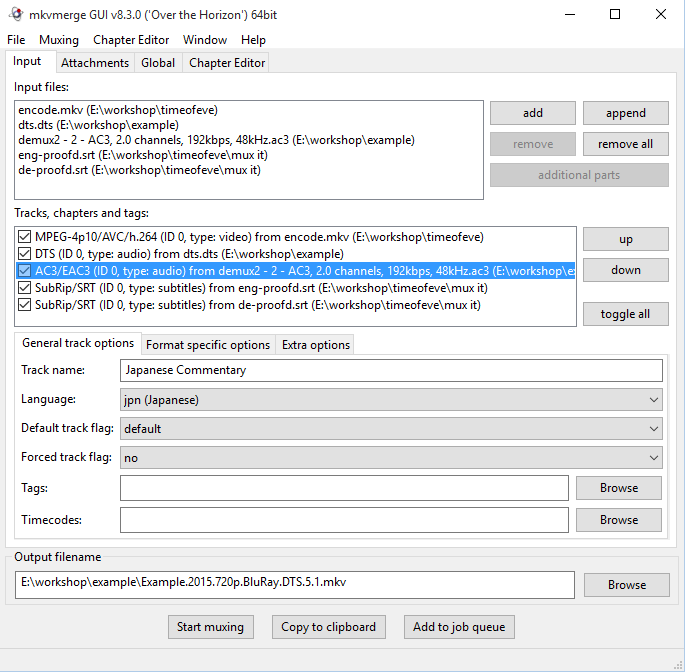 mkvmerge GUI v8.3.0 ('Over the Horizon') 64bit
File Muxing Chapter Editor Window Help
Input Attachments Global Chapter Editor
Input files:
encode.mkv (E:\workshop\timeofeve)
dts.dts (E:\workshop\example)
demux2 - 2 - AC3, 2.0 channels, 192kbps, 48kHz.ac3 (E:\workshop\example)
eng-proofd.srt (E:\workshop\timeofeve\mux it)
de-proofd.srt (E:\workshop\timeofeve\mux it)
add append
remove remove all
additional parts
Tracks, chapters and tags:
MPEG-4p10/AVC/h.264 (ID 0, type: video) from encode.mkv (E:\workshop\timeofeve)
DTS (ID 0, type: audio) from dts.dts (E:\workshop\example)
AC3/EAC3 (ID 0, type: audio) from demux2 - 2 - AC3, 2.0 channels, 192kbps, 48kHz.ac3 (E:\workshop\e
SubRip/SRT (ID 0, type: subtitles) from eng-proofd.srt (E:\workshop\timeofeve\mux it)
SubRip/SRT (ID 0, type: subtitles) from de-proofd.srt (E:\workshop\timeofeve\mux it)
up
down
toggle all
General track options Format specific options Extra options
Track name: Japanese Commentary
Language: jpn (Japanese)
Default track flag: default
Forced track flag: no
Tags: Browse
Timecodes: Browse
Output filename
E:\workshop\example\Example.2015.720p.BluRay.DTS.5.1.mkv Browse
Start muxing Copy to clipboard Add to job queue